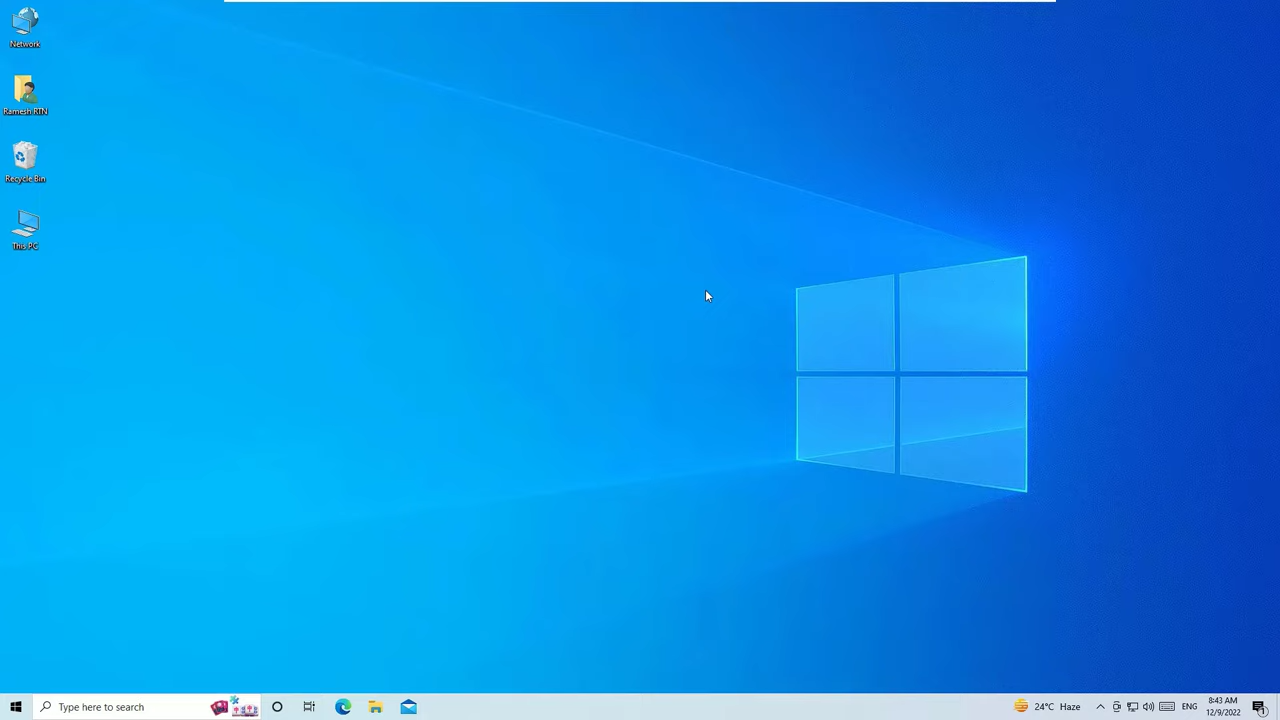 Network
Ramesh RTN
Recycle Bin
This PC
Type here to search
24°C Haze
ENG
8:43 AM
12/9/2022
1